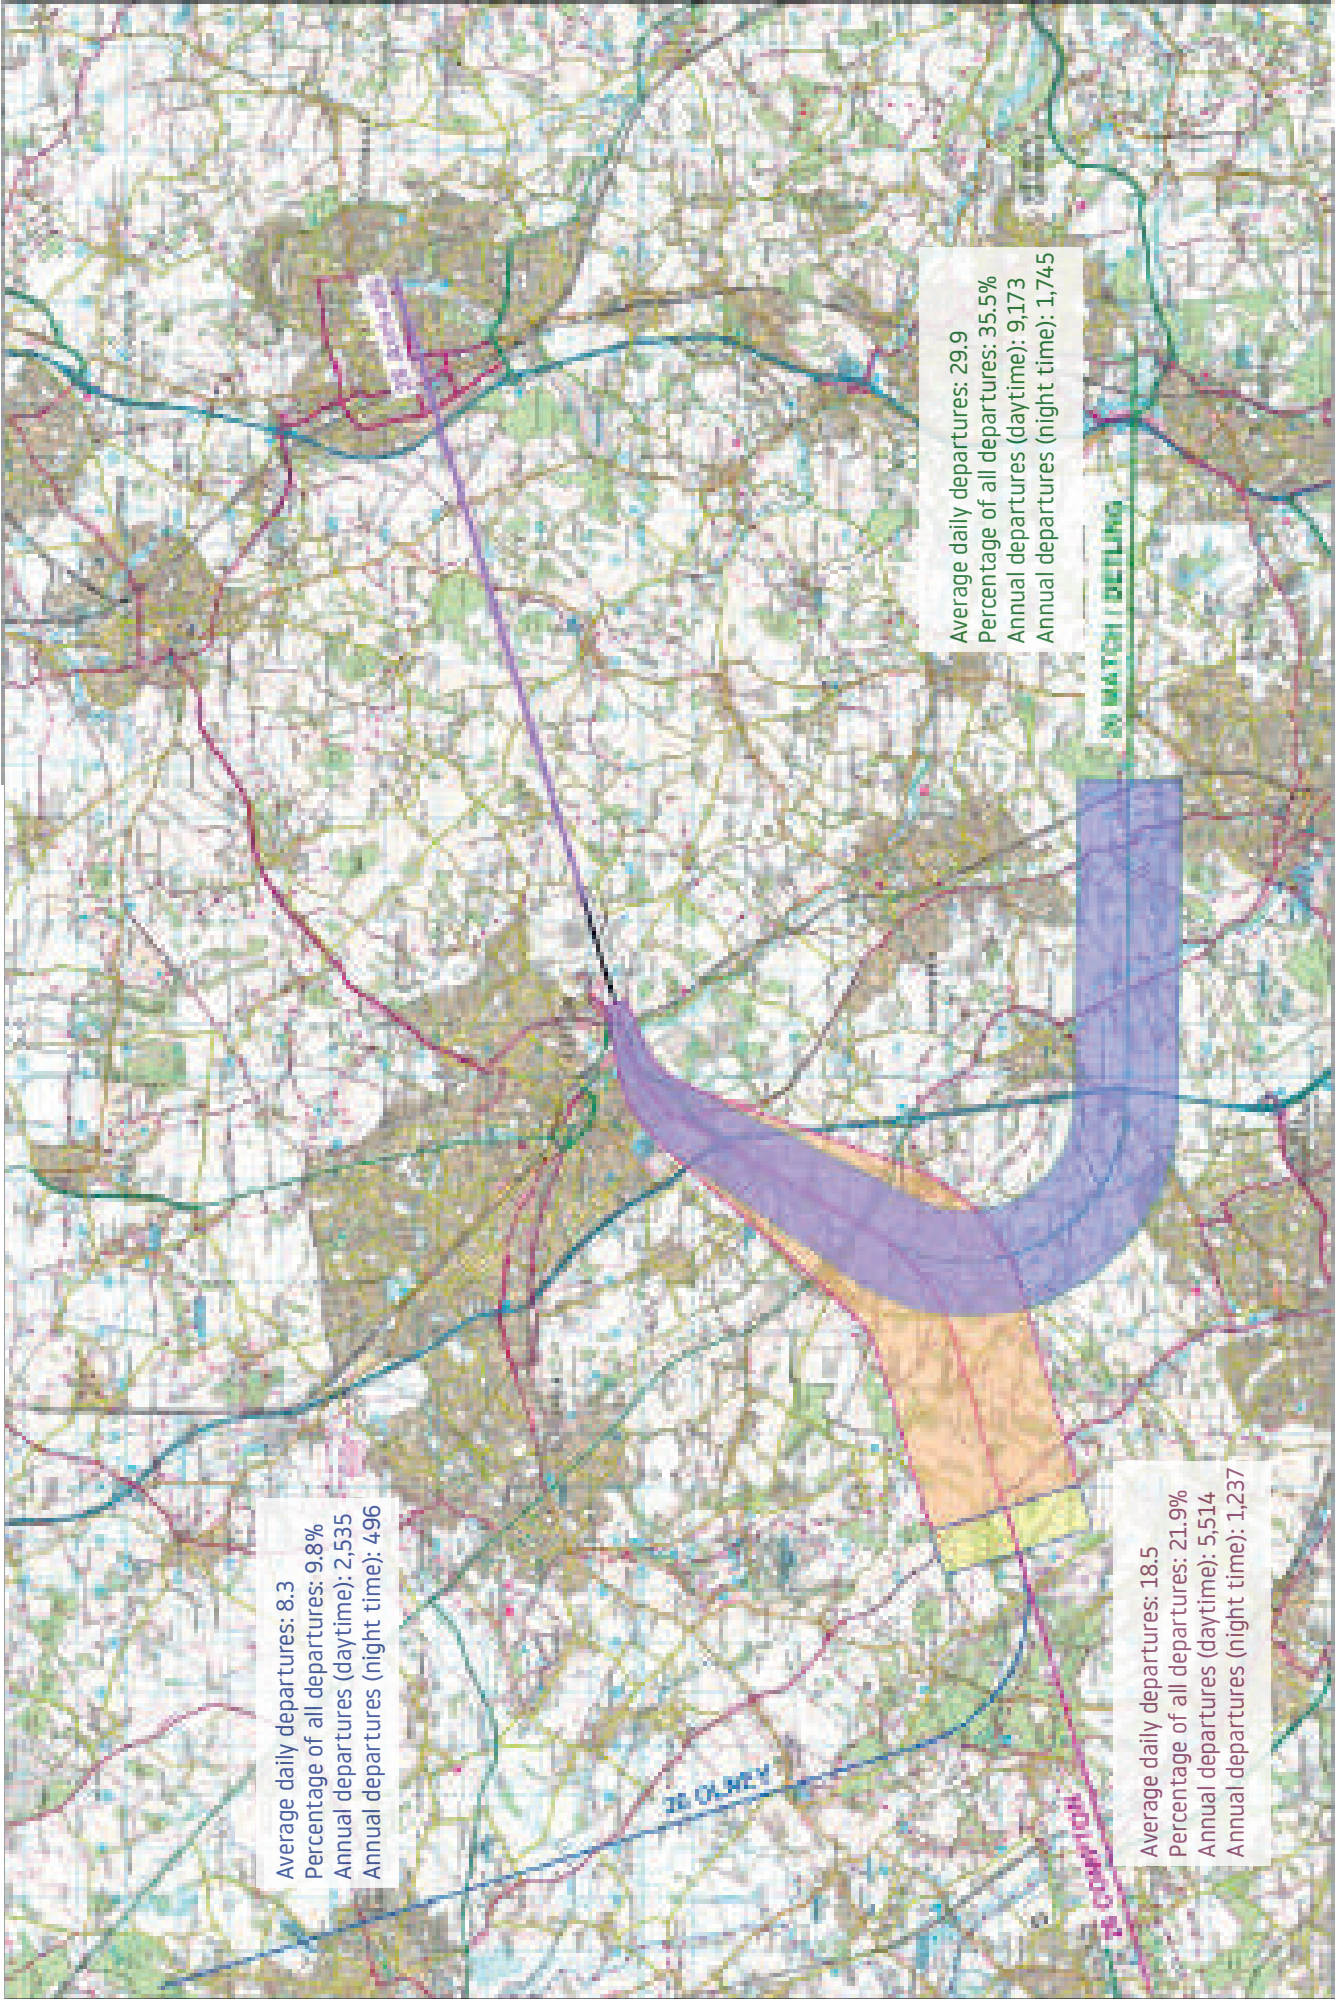 Average daily departures: 8.3
Percentage of all departures: 9.8%
Annual departures (daytime): 2,535
Annual departures (night time): 496
26 OLNEY
Average daily departures: 18.5
Percentage of all departures: 21.9%
Annual departures (daytime): 5,514
Annual departures (night time): 1,237
26 COMPTON
Average daily departures: 29.9
Percentage of all departures: 35.5%
Annual departures (daytime): 9,173
Annual departures (night time): 1,745
26 MATCH / DETLING